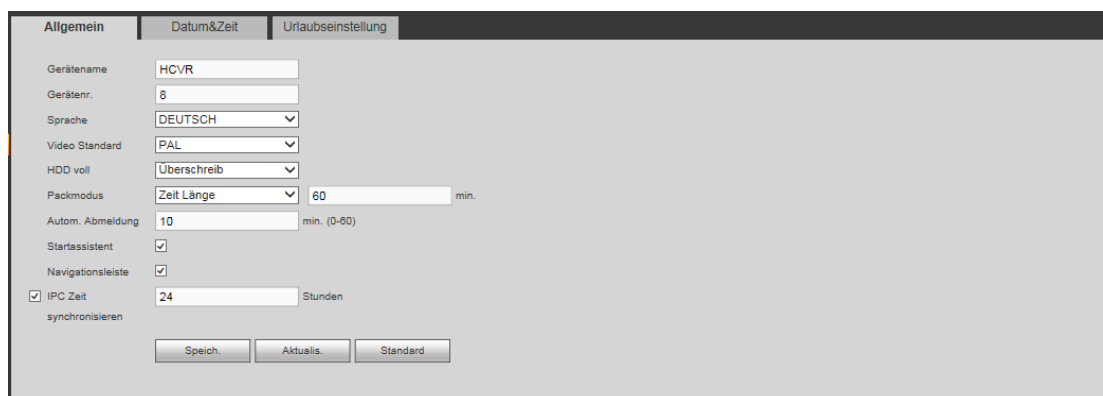 Allgemein Datum&Zeit Urlaubseinstellung
Gerätename HCVR
Gerätenr. 8
Sprache DEUTSCH
Video Standard PAL
HDD voll Überschreib
Packmodus Zeit Länge 60 min.
Autom. Abmeldung 10 min. (0-60)
Startassistent
Navigationsleiste
IPC Zeit 24 Stunden
synchronisieren
Speich. Aktualis. Standard